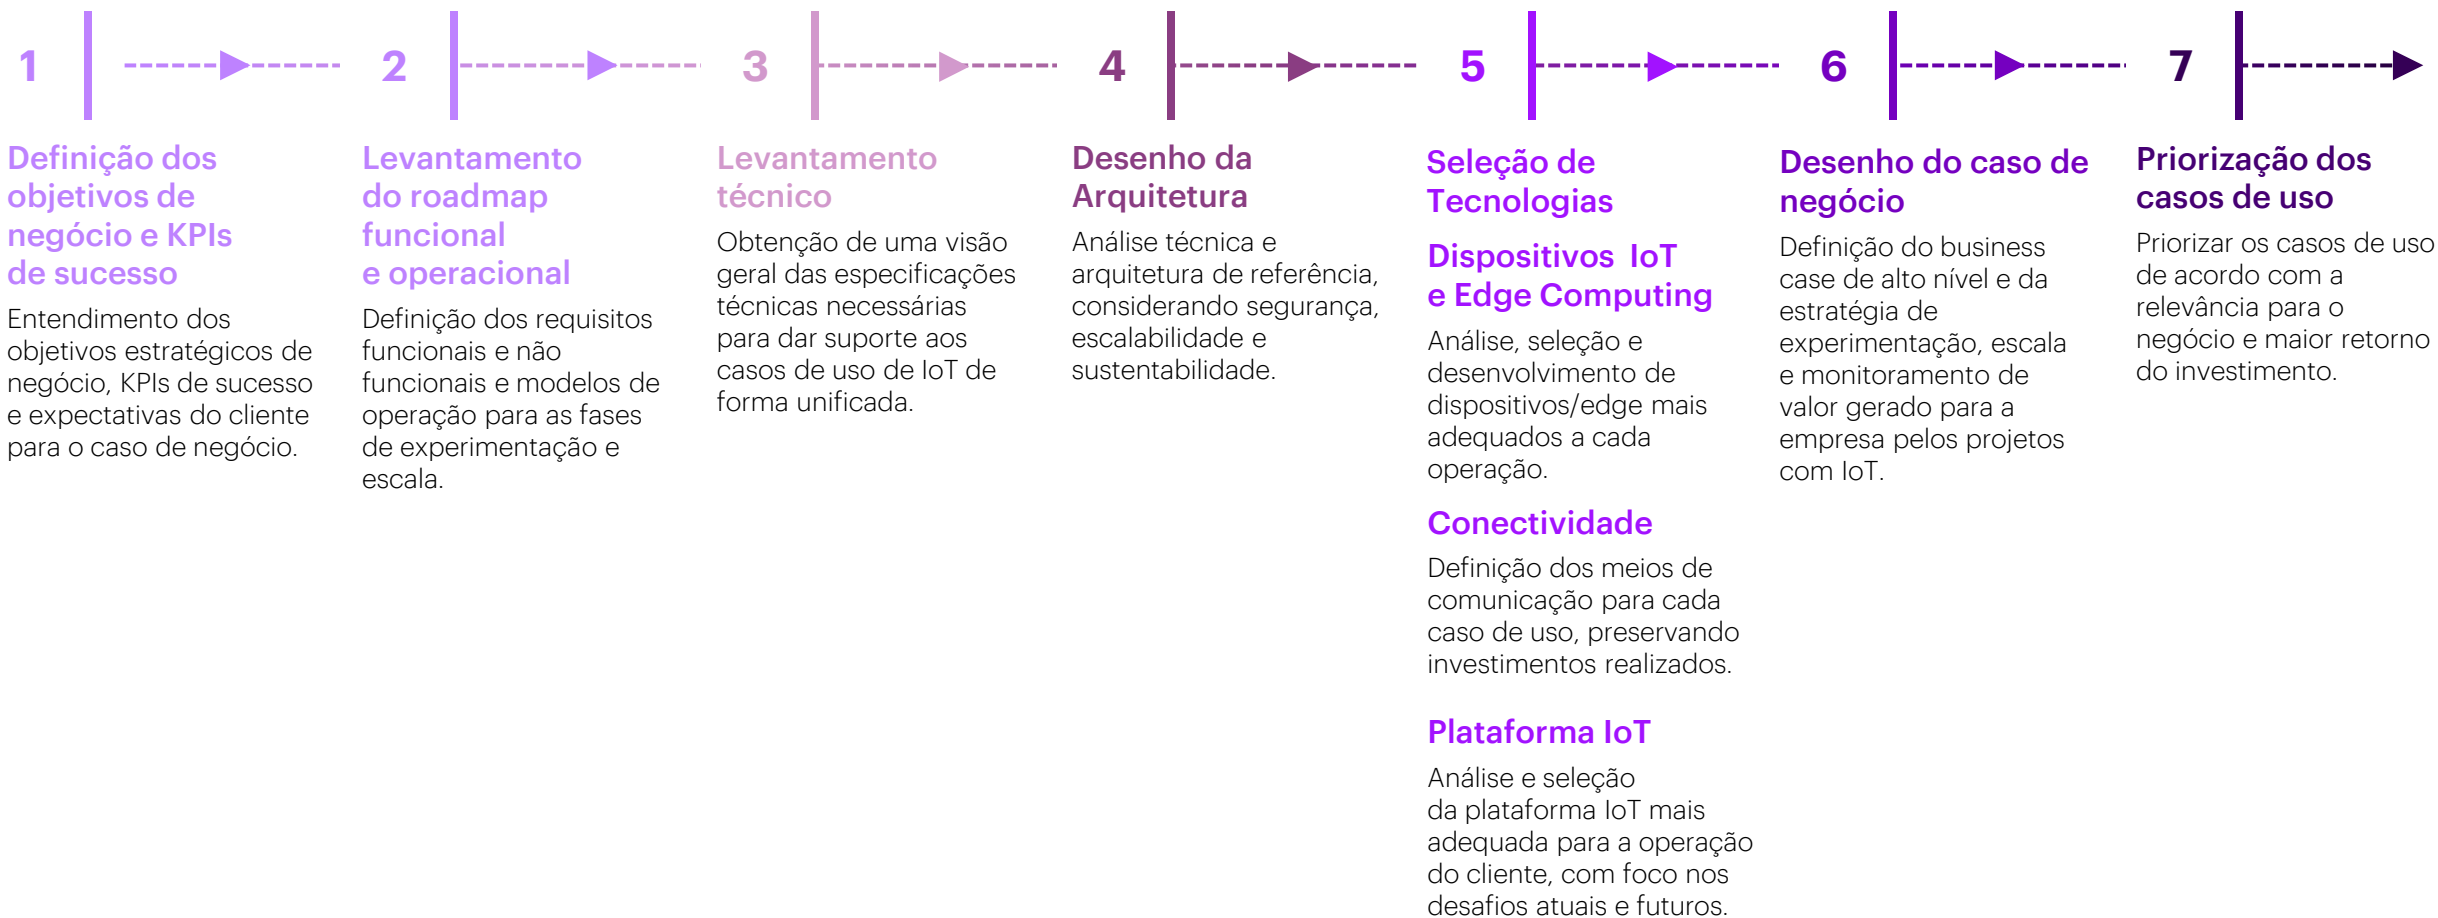 1
Definição dos
objetivos de
negócio e KPIs
de sucesso
Entendimento dos
objetivos estratégicos de
negócio, KPIs de sucesso
e expectativas do cliente
para o caso de negócio.
2
Levantamento
do roadmap
funcional
e operacional
Definição dos requisitos
funcionais e não
funcionais e modelos de
operação para as fases
de experimentação e
escala.
3
Levantamento
técnico
Obtenção de uma visão
geral das especificações
técnicas necessárias
para dar suporte aos
casos de uso de IoT de
forma unificada.
4
Desenho da
Arquitetura
Análise técnica e
arquitetura de referência,
considerando segurança,
escalabilidade e
sustentabilidade.
5
Seleção de
Tecnologias
Dispositivos IoT
e Edge Computing
Análise, seleção e
desenvolvimento de
dispositivos/edge mais
adequados a cada
operação.
Conectividade
Definição dos meios de
comunicação para cada
caso de uso, preservando
investimentos realizados.
Plataforma IoT
Análise e seleção
da plataforma IoT mais
adequada para a operação
do cliente, com foco nos
desafios atuais e futuros.
6
Desenho do caso de
negócio
Definição do business
case de alto nível e da
estratégia de
experimentação, escala
e monitoramento de
valor gerado para a
empresa pelos projetos
com IoT.
7
Priorização dos
casos de uso
Priorizar os casos de uso
de acordo com a
relevância para o
negócio e maior retorno
do investimento.